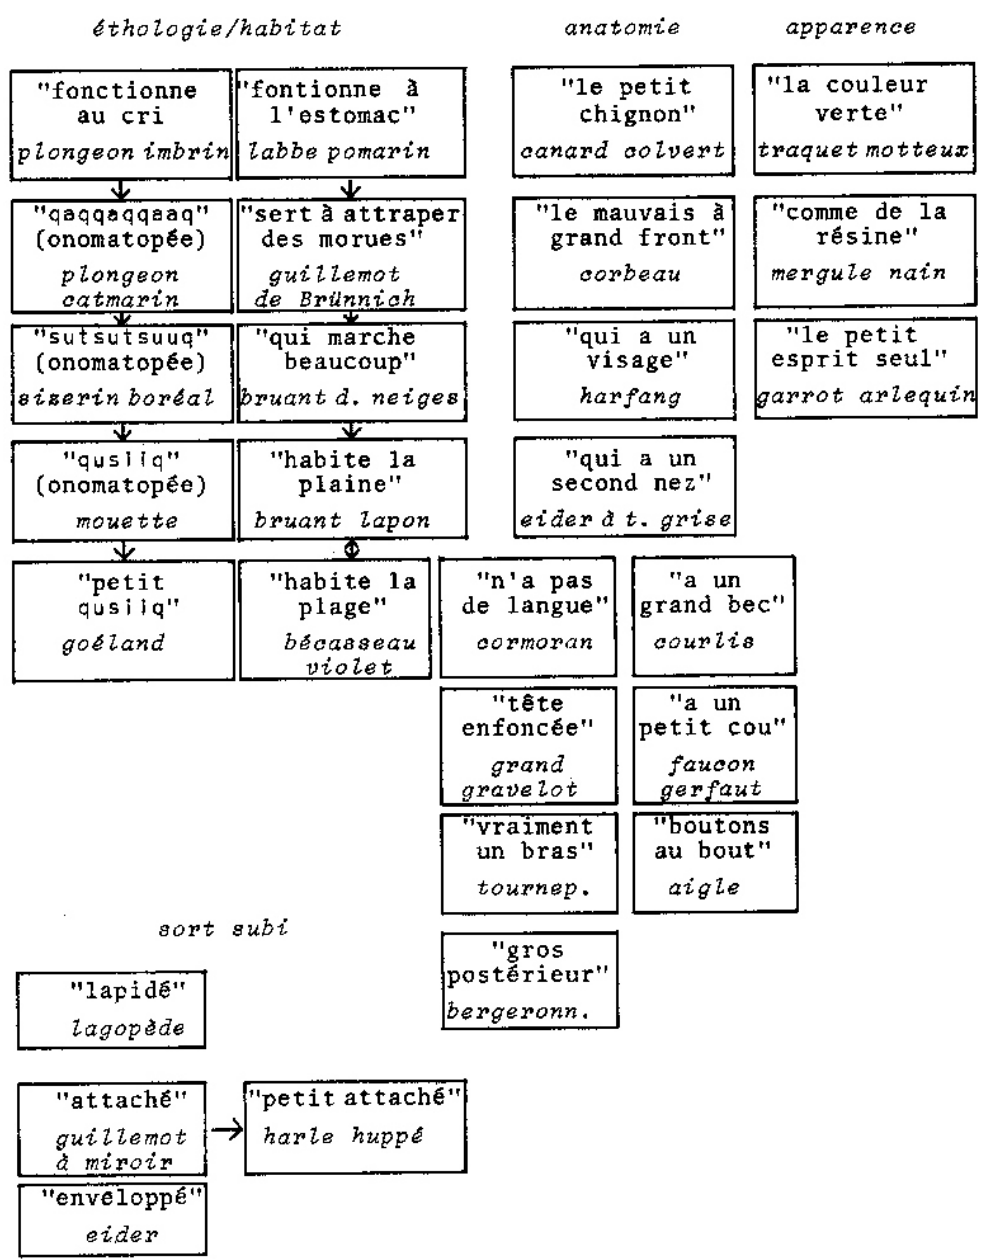 éthologie/habitat
anatomie
apparence
"fonctionne
au cri
plongeon imbrin
"fontionne à
l'estomac"
labbe pomarin
"le petit
chignon"
canard colvert
"la couleur
verte"
traquet motteux
"qaqqaqqaaq"
(onomatopée)
plongeon
catmarin
"sert à attraper
des morues"
guillemot
de Brünnich
"le mauvais à
grand front"
corbeau
"comme de la
résine"
mergule nain
"sutsutsuuq"
(onomatopée)
sizerin boréal
"qui marche
beaucoup"
bruant d. neiges
"qui a un
visage"
harfang
"le petit
esprit seul"
garrot arlequin
"qusiiq"
(onomatopée)
mouette
"habite la
plaine"
bruant lapon
"qui a un
second nez"
eider à t. grise
"petit
qusiiq"
goéland
"habite la
plage"
bécasseau
violet
"n'a pas
de langue"
cormoran
"a un
grand bec"
courlis
"tête
enfoncée"
grand
gravelot
"a un
petit cou"
faucon
gerfaut
"vraiment
un bras"
tournep.
"boutons
au bout"
aigle
"gros
postérieur"
bergeronn.
sort subi
"lapidé"
lagopède
"attaché"
guillemot
à miroir
"petit attaché"
harle huppé
"enveloppé"
eider